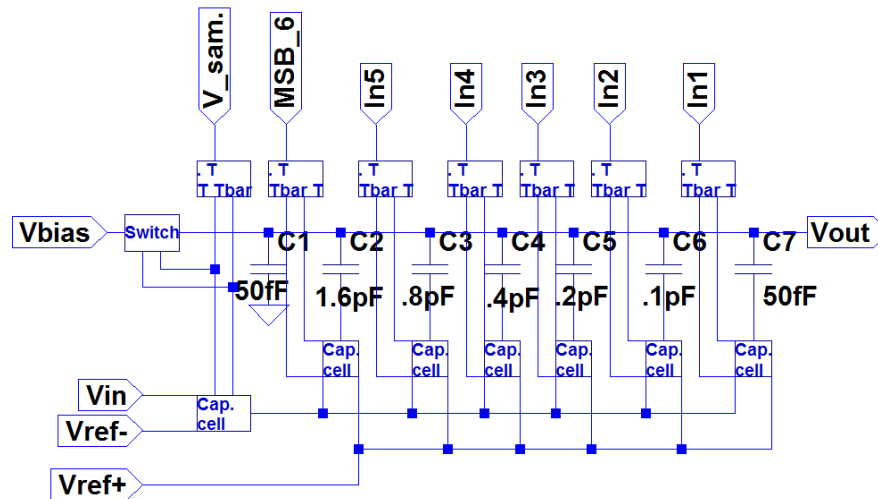 V_sam.
MSB_6
In5
In4
In3
In2
In1
. T
T Tbar
. T
Tbar T
. T
Tbar T
. T
Tbar T
. T
Tbar T
. T
Tbar T
. T
Tbar T
Vbias
Switch
C1
C2
C3
C4
C5
C6
C7
Vout
50fF
1.6pF
.8pF
.4pF
.2pF
.1pF
50fF
Cap.
cell
Cap.
cell
Cap.
cell
Cap.
cell
Cap.
cell
Cap.
cell
Vin
Cap.
cell
Vref-
Vref+